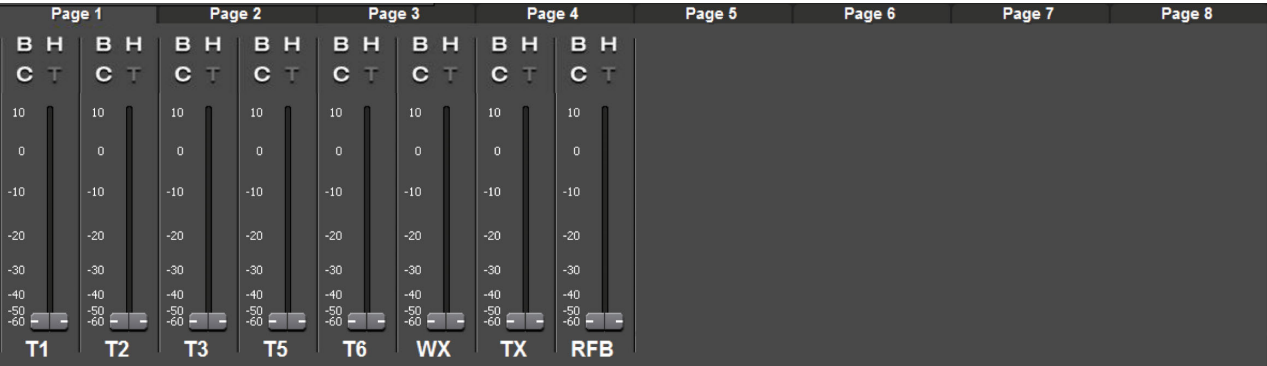 Page 1 Page 2 Page 3 Page 4 Page 5 Page 6 Page 7 Page 8
B H B H B H B H B H B H B H B H
C T C T C T C T C T C T C T C T
10 10 10 10 10 10 10 10
0 0 0 0 0 0 0 0
-10 -10 -10 -10 -10 -10 -10 -10
-20 -20 -20 -20 -20 -20 -20 -20
-30 -30 -30 -30 -30 -30 -30 -30
-40 -40 -40 -40 -40 -40 -40 -40
-50 -50 -50 -50 -50 -50 -50 -50
-60 -60 -60 -60 -60 -60 -60 -60
T1 T2 T3 T5 T6 WX TX RFB